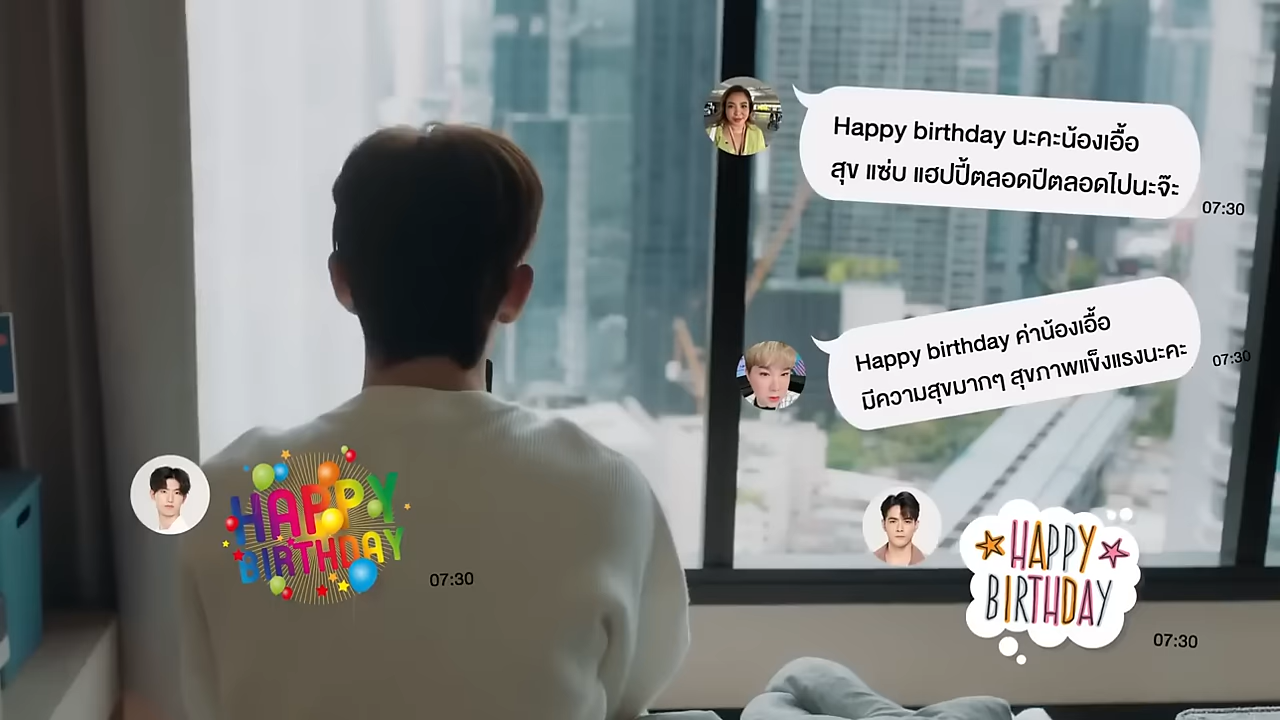 Happy birthday นะคะน้องเอื้อ
สุข แซ่บ แฮปปี้ตลอดปีตลอดไปนะจ๊ะ
07:30
Happy birthday ค่าน้องเอื้อ
มีความสุขมากๆ สุขภาพแข็งแรงนะคะ
07:30
HAPPY
BIRTHDAY
07:30
HAPPY
BIRTHDAY
07:30